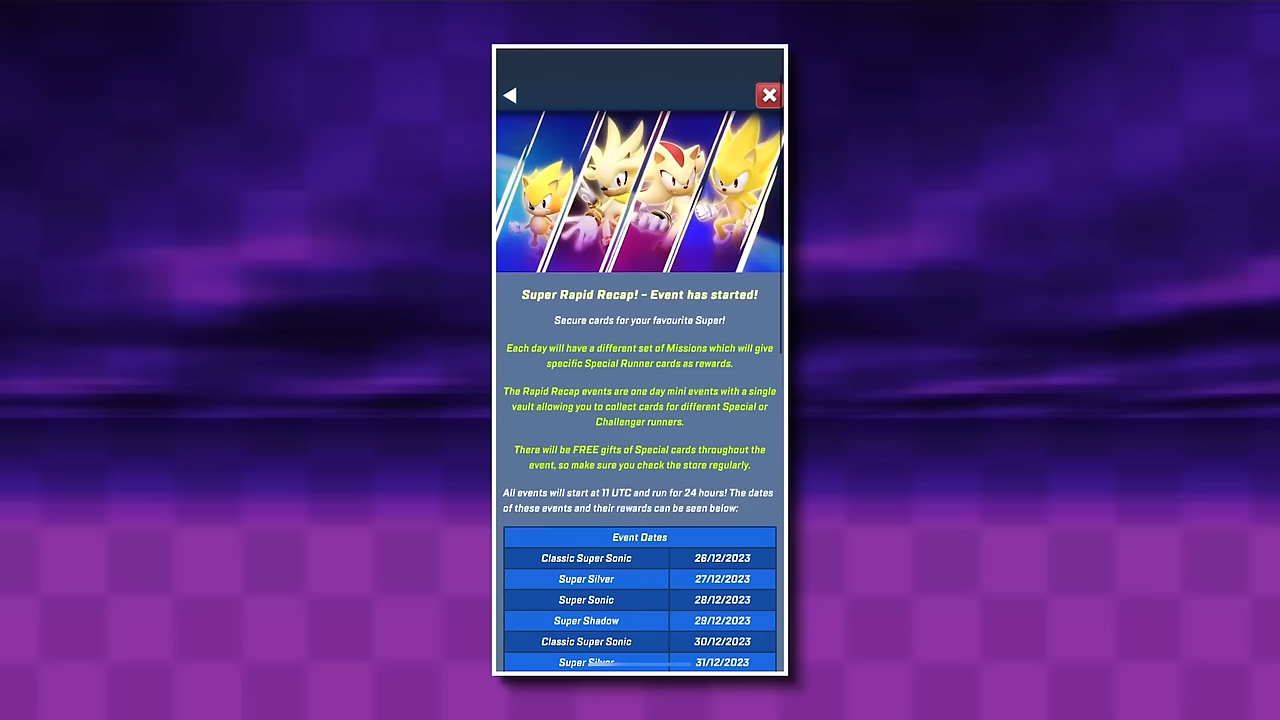 Super Rapid Recap! - Event has started!
Secure cards for your favourite Super!
Each day will have a different set of Missions which will give
specific Special Runner cards as rewards.
The Rapid Recap events are one day mini events with a single
vault allowing you to collect cards for different Special or
Challenger runners.
There will be FREE gifts of Special cards throughout the
event, so make sure you check the store regularly.
All events will start at 11 UTC and run for 24 hours! The dates
of these events and their rewards can be seen below:
Event Dates
Classic Super Sonic 26/12/2023
Super Silver 27/12/2023
Super Sonic 28/12/2023
Super Shadow 29/12/2023
Classic Super Sonic 30/12/2023
Super Silver 31/12/2023